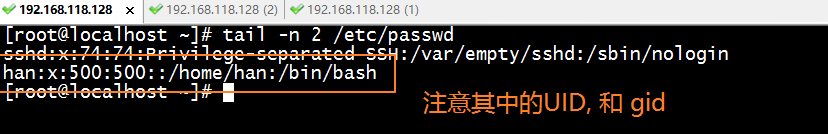 192.168.118.128 × 192.168.118.128 (2) 192.168.118.128 (1)
[root@localhost ~]# tail -n 2 /etc/passwd
sshd:x:74:74:Privilege-separated SSH:/var/empty/sshd:/sbin/nologin
han:x:500:500::/home/han:/bin/bash
[root@localhost ~]#
注意其中的UID, 和 gid